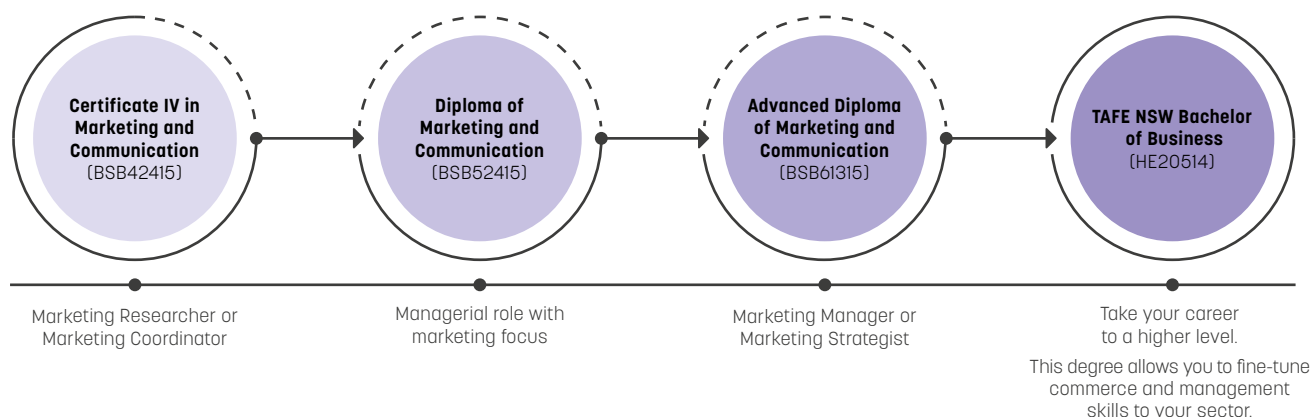 Certificate IV in
Marketing and
Communication
(BSB42415)
Diploma of
Marketing and
Communication
(BSB52415)
Advanced Diploma
of Marketing and
Communication
(BSB61315)
TAFE NSW Bachelor
of Business
(HE20514)
Marketing Researcher or
Marketing Coordinator
Managerial role with
marketing focus
Marketing Manager or
Marketing Strategist
Take your career
to a higher level.
This degree allows you to fine-tune
commerce and management
skills to your sector.